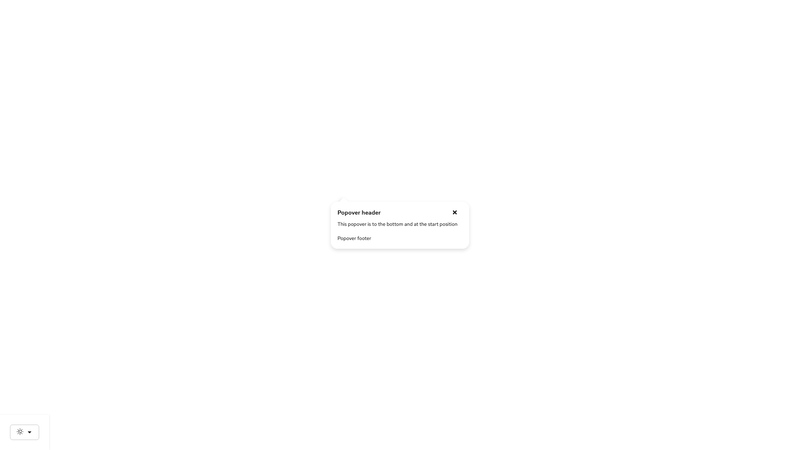 Popover header
This popover is to the bottom and at the start position
Popover footer